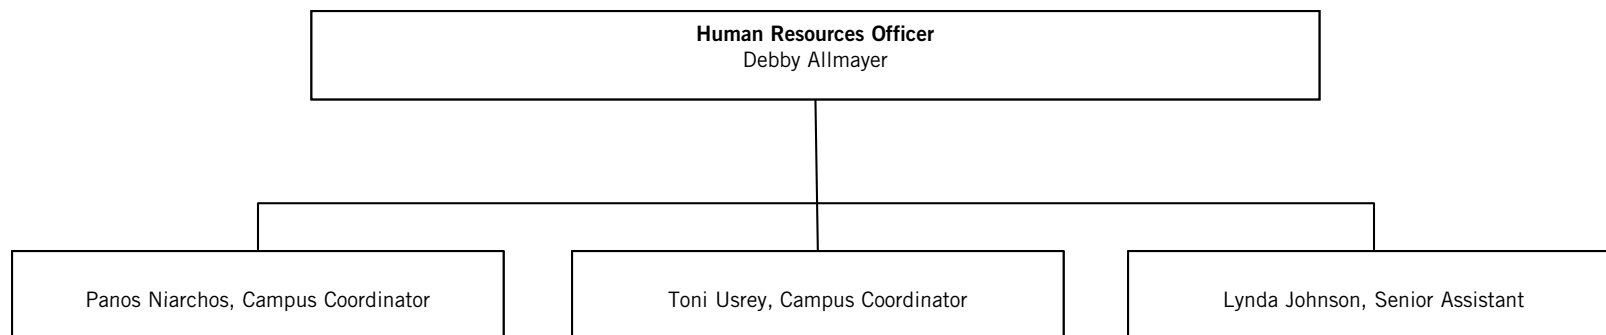 Human Resources Officer
Debby Allmayer
Panos Niarchos, Campus Coordinator
Toni Usrey, Campus Coordinator
Lynda Johnson, Senior Assistant